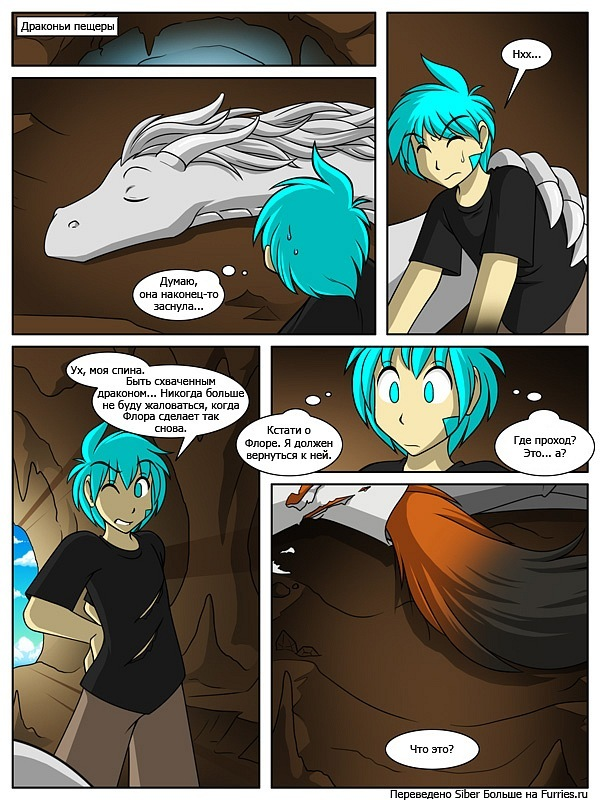 Драконьи пещеры
Нхх...
Думаю,
она наконец-то
заснула...
Ух, моя спина.
Быть схваченным
драконом... Никогда больше
не буду жаловаться, когда
Флора сделает так
снова.
Кстати о
Флоре. Я должен
вернуться к ней.
Где проход?
Это... а?
Что это?
Переведено Siber Больше на Furries.ru